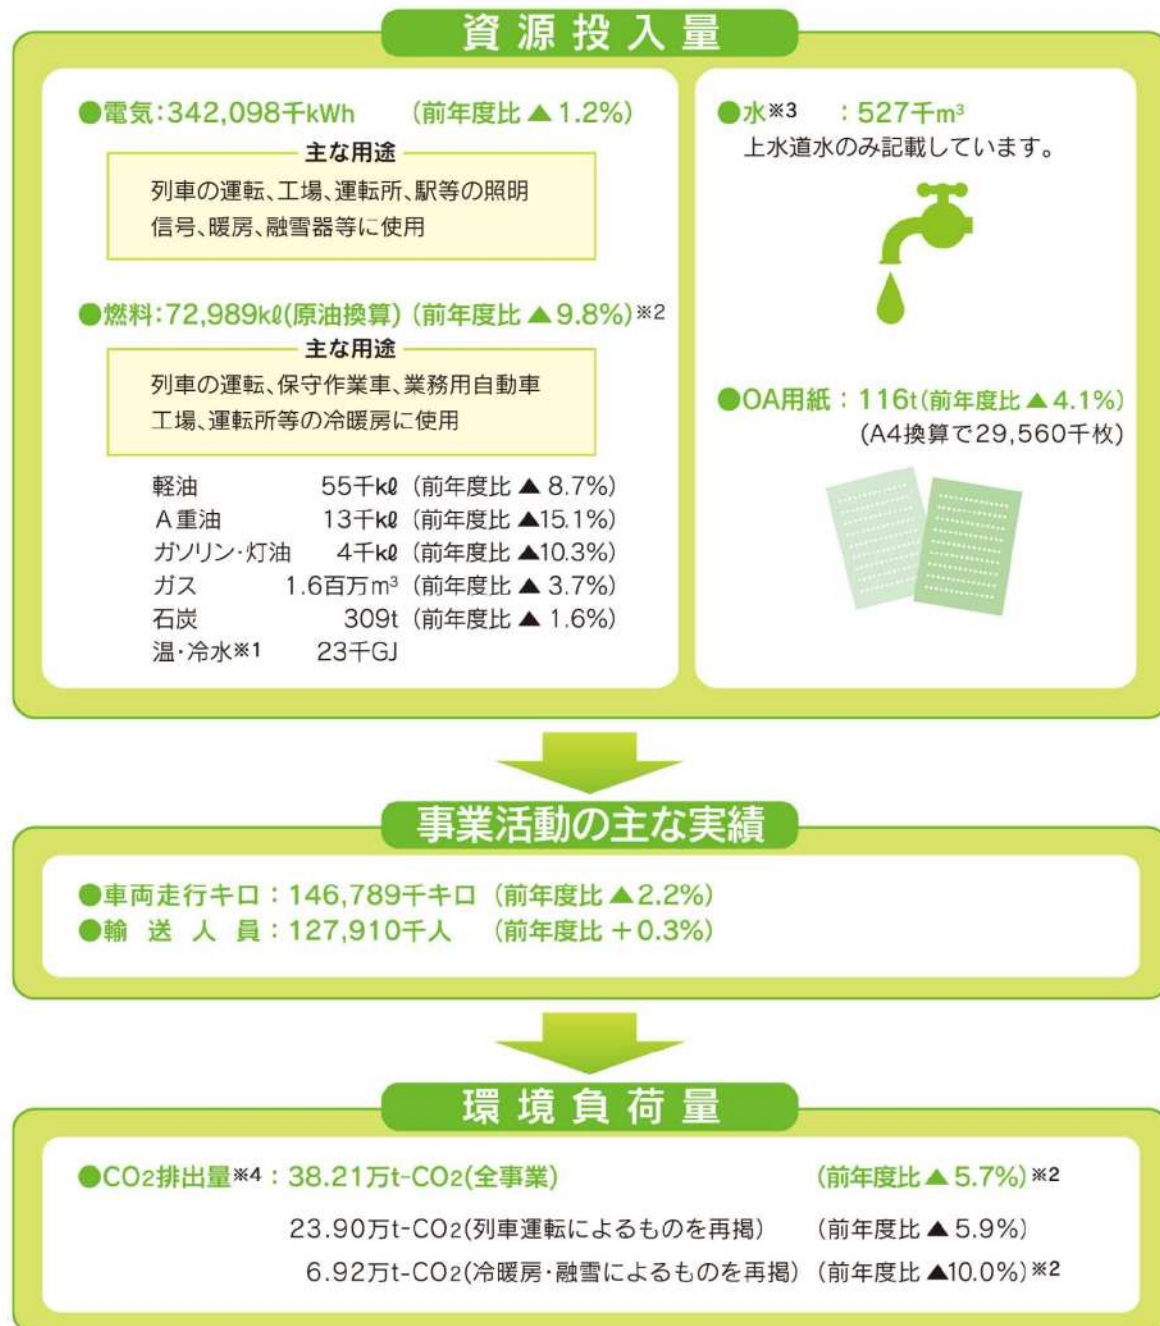 資源投入量
●電気:342,098千kWh (前年度比 ▲1.2%)
主な用途
列車の運転、工場、運転所、駅等の照明
信号、暖房、融雪器等に使用
●燃料:72,989kℓ(原油換算) (前年度比 ▲9.8%)※2
主な用途
列車の運転、保守作業車、業務用自動車
工場、運転所等の冷暖房に使用
軽油 55千kℓ (前年度比 ▲ 8.7%)
A重油 13千kℓ (前年度比 ▲15.1%)
ガソリン・灯油 4千kℓ (前年度比 ▲10.3%)
ガス 1.6百万m³ (前年度比 ▲ 3.7%)
石炭 309t (前年度比 ▲ 1.6%)
温・冷水※1 23千GJ
●水※3 :527千m³
上水道水のみ記載しています。
●OA用紙:116t(前年度比 ▲4.1%)
(A4換算で29,560千枚)
事業活動の主な実績
●車両走行キロ:146,789千キロ (前年度比 ▲2.2%)
●輸送人員:127,910千人 (前年度比 +0.3%)
環境負荷量
●CO2排出量※4:38.21万t-CO2(全事業) (前年度比 ▲ 5.7%)※2
23.90万t-CO2(列車運転によるものを再掲) (前年度比 ▲ 5.9%)
6.92万t-CO2(冷暖房・融雪によるものを再掲) (前年度比 ▲10.0%)※2